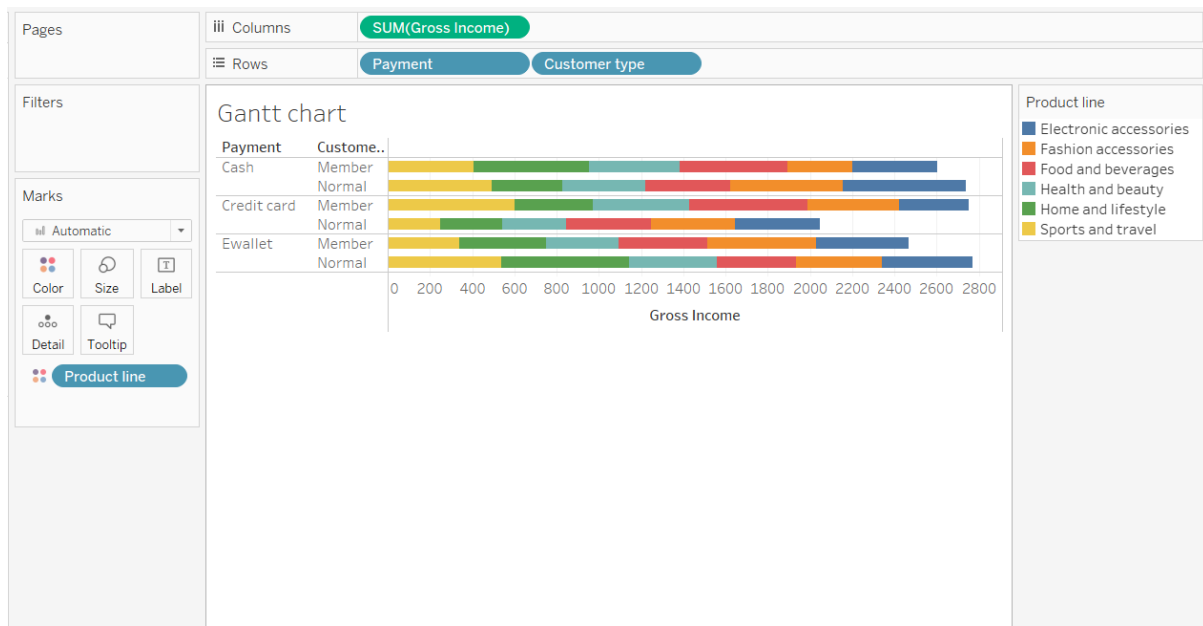 Pages
Columns
SUM(Gross Income)
Rows
Payment
Customer type
Filters
Marks
Automatic
Color
Size
Label
Detail
Tooltip
Product line
Gantt chart
Payment Custome..
Cash Member
Normal
Credit card Member
Normal
Ewallet Member
Normal
0 200 400 600 800 1000 1200 1400 1600 1800 2000 2200 2400 2600 2800
Gross Income
Product line
Electronic accessories
Fashion accessories
Food and beverages
Health and beauty
Home and lifestyle
Sports and travel